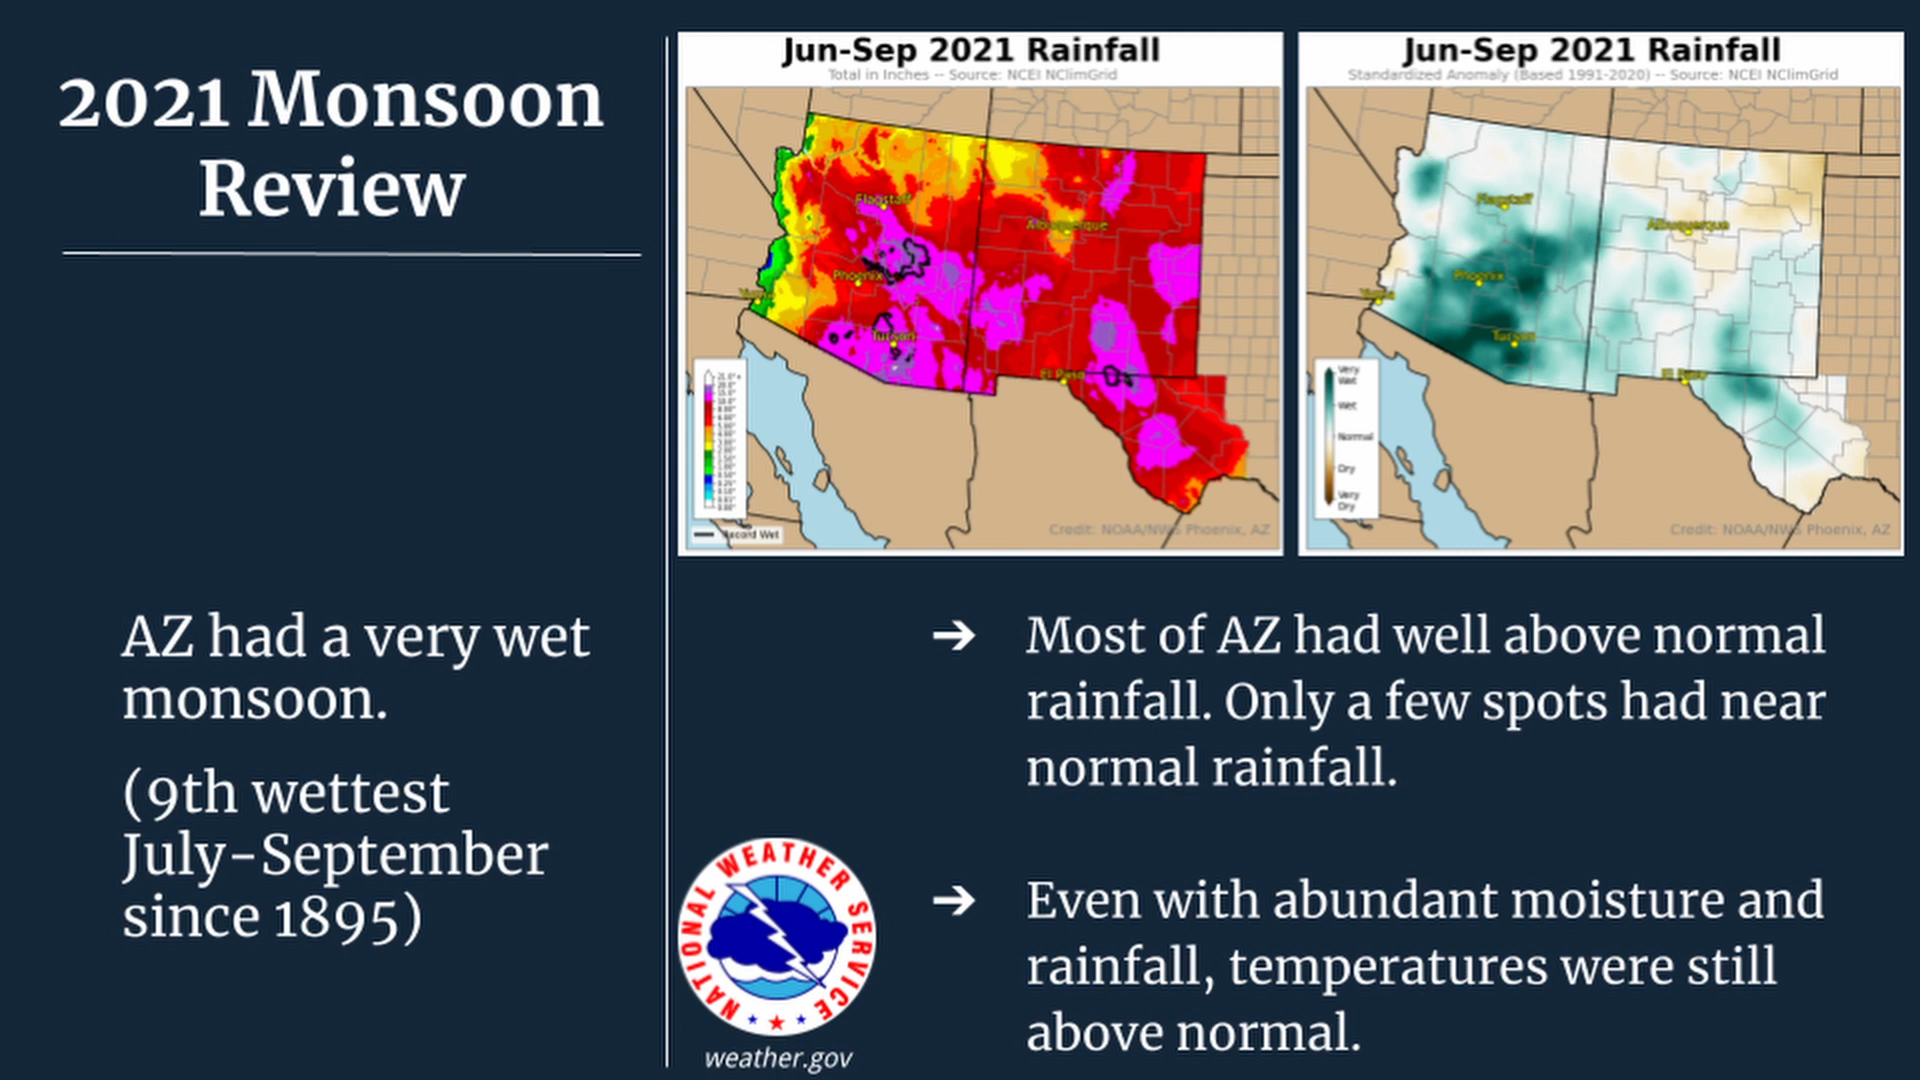 2021 Monsoon
Review
AZ had a very wet
monsoon.
(9th wettest
July-September
since 1895)
Jun-Sep 2021 Rainfall
Total in Inches -- Source: NCEI NClimGrid
Flagstaff
Albuquerque
Phoenix
Yuma
Tucson
El Paso
Record Wet
Credit: NOAA/NWS Phoenix, AZ
Jun-Sep 2021 Rainfall
Standardized Anomaly (Based 1991-2020) -- Source: NCEI NClimGrid
Flagstaff
Albuquerque
Phoenix
Yuma
Tucson
El Paso
Very
Wet
Wet
Normal
Dry
Very
Dry
Credit: NOAA/NWS Phoenix, AZ
➔ Most of AZ had well above normal
rainfall. Only a few spots had near
normal rainfall.
➔ Even with abundant moisture and
rainfall, temperatures were still
above normal.
NATIONAL WEATHER SERVICE
weather.gov